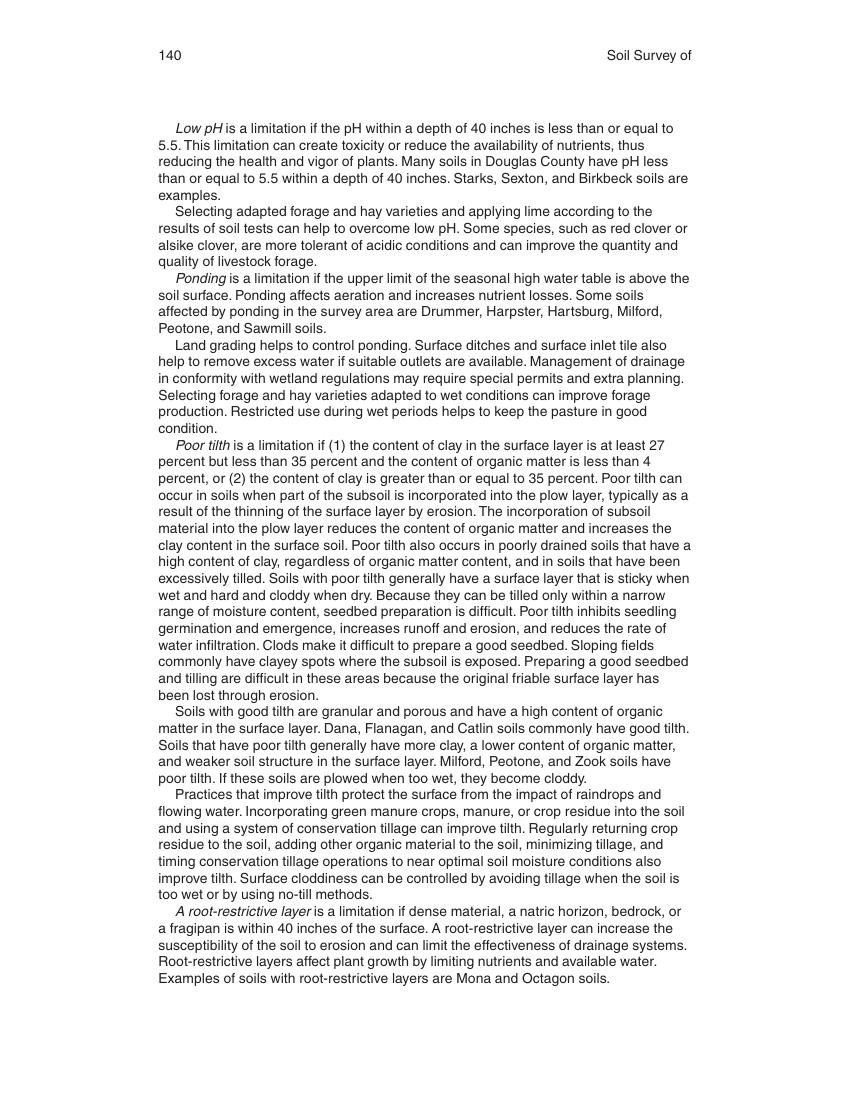 140
Soil Survey of
Low pH is a limitation if the pH within a depth of 40 inches is less than or equal to
5.5. This limitation can create toxicity or reduce the availability of nutrients, thus
reducing the health and vigor of plants. Many soils in Douglas County have pH less
than or equal to 5.5 within a depth of 40 inches. Starks, Sexton, and Birkbeck soils are
examples.
Selecting adapted forage and hay varieties and applying lime according to the
results of soil tests can help to overcome low pH. Some species, such as red clover or
alsike clover, are more tolerant of acidic conditions and can improve the quantity and
quality of livestock forage.
Ponding is a limitation if the upper limit of the seasonal high water table is above the
soil surface. Ponding affects aeration and increases nutrient losses. Some soils
affected by ponding in the survey area are Drummer, Harpster, Hartsburg, Milford,
Peotone, and Sawmill soils.
Land grading helps to control ponding. Surface ditches and surface inlet tile also
help to remove excess water if suitable outlets are available. Management of drainage
in conformity with wetland regulations may require special permits and extra planning.
Selecting forage and hay varieties adapted to wet conditions can improve forage
production. Restricted use during wet periods helps to keep the pasture in good
condition.
Poor tilth is a limitation if (1) the content of clay in the surface layer is at least 27
percent but less than 35 percent and the content of organic matter is less than 4
percent, or (2) the content of clay is greater than or equal to 35 percent. Poor tilth can
occur in soils when part of the subsoil is incorporated into the plow layer, typically as a
result of the thinning of the surface layer by erosion. The incorporation of subsoil
material into the plow layer reduces the content of organic matter and increases the
clay content in the surface soil. Poor tilth also occurs in poorly drained soils that have a
high content of clay, regardless of organic matter content, and in soils that have been
excessively tilled. Soils with poor tilth generally have a surface layer that is sticky when
wet and hard and cloddy when dry. Because they can be tilled only within a narrow
range of moisture content, seedbed preparation is difficult. Poor tilth inhibits seedling
germination and emergence, increases runoff and erosion, and reduces the rate of
water infiltration. Clods make it difficult to prepare a good seedbed. Sloping fields
commonly have clayey spots where the subsoil is exposed. Preparing a good seedbed
and tilling are difficult in these areas because the original friable surface layer has
been lost through erosion.
Soils with good tilth are granular and porous and have a high content of organic
matter in the surface layer. Dana, Flanagan, and Catlin soils commonly have good tilth.
Soils that have poor tilth generally have more clay, a lower content of organic matter,
and weaker soil structure in the surface layer. Milford, Peotone, and Zook soils have
poor tilth. If these soils are plowed when too wet, they become cloddy.
Practices that improve tilth protect the surface from the impact of raindrops and
flowing water. Incorporating green manure crops, manure, or crop residue into the soil
and using a system of conservation tillage can improve tilth. Regularly returning crop
residue to the soil, adding other organic material to the soil, minimizing tillage, and
timing conservation tillage operations to near optimal soil moisture conditions also
improve tilth. Surface cloddiness can be controlled by avoiding tillage when the soil is
too wet or by using no-till methods.
A root-restrictive layer is a limitation if dense material, a natric horizon, bedrock, or
a fragipan is within 40 inches of the surface. A root-restrictive layer can increase the
susceptibility of the soil to erosion and can limit the effectiveness of drainage systems.
Root-restrictive layers affect plant growth by limiting nutrients and available water.
Examples of soils with root-restrictive layers are Mona and Octagon soils.